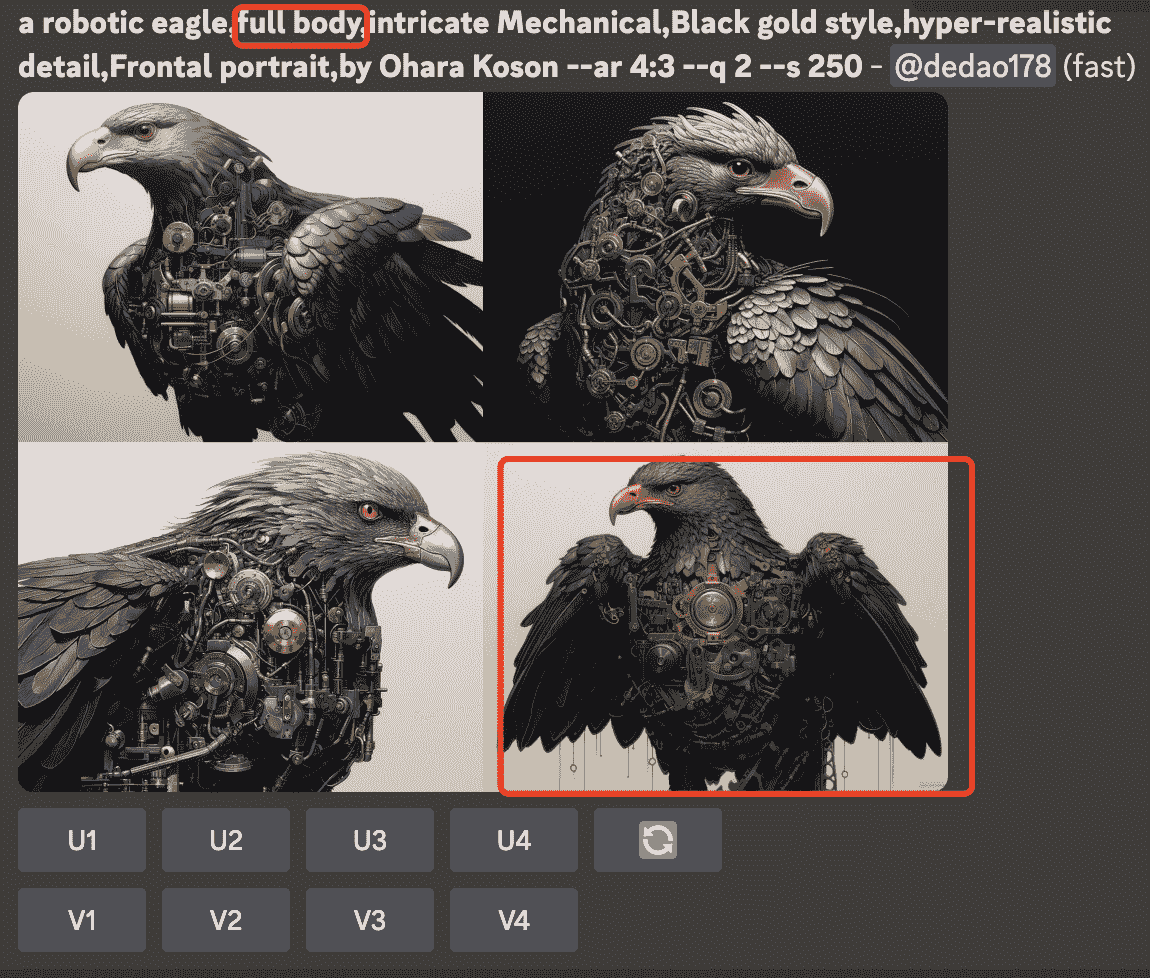 a robotic eagle,full body,intricate Mechanical,Black gold style,hyper-realistic
detail,Frontal portrait,by Ohara Koson --ar 4:3 --q 2 --s 250 - @dedao178 (fast)
U1 U2 U3 U4
V1 V2 V3 V4